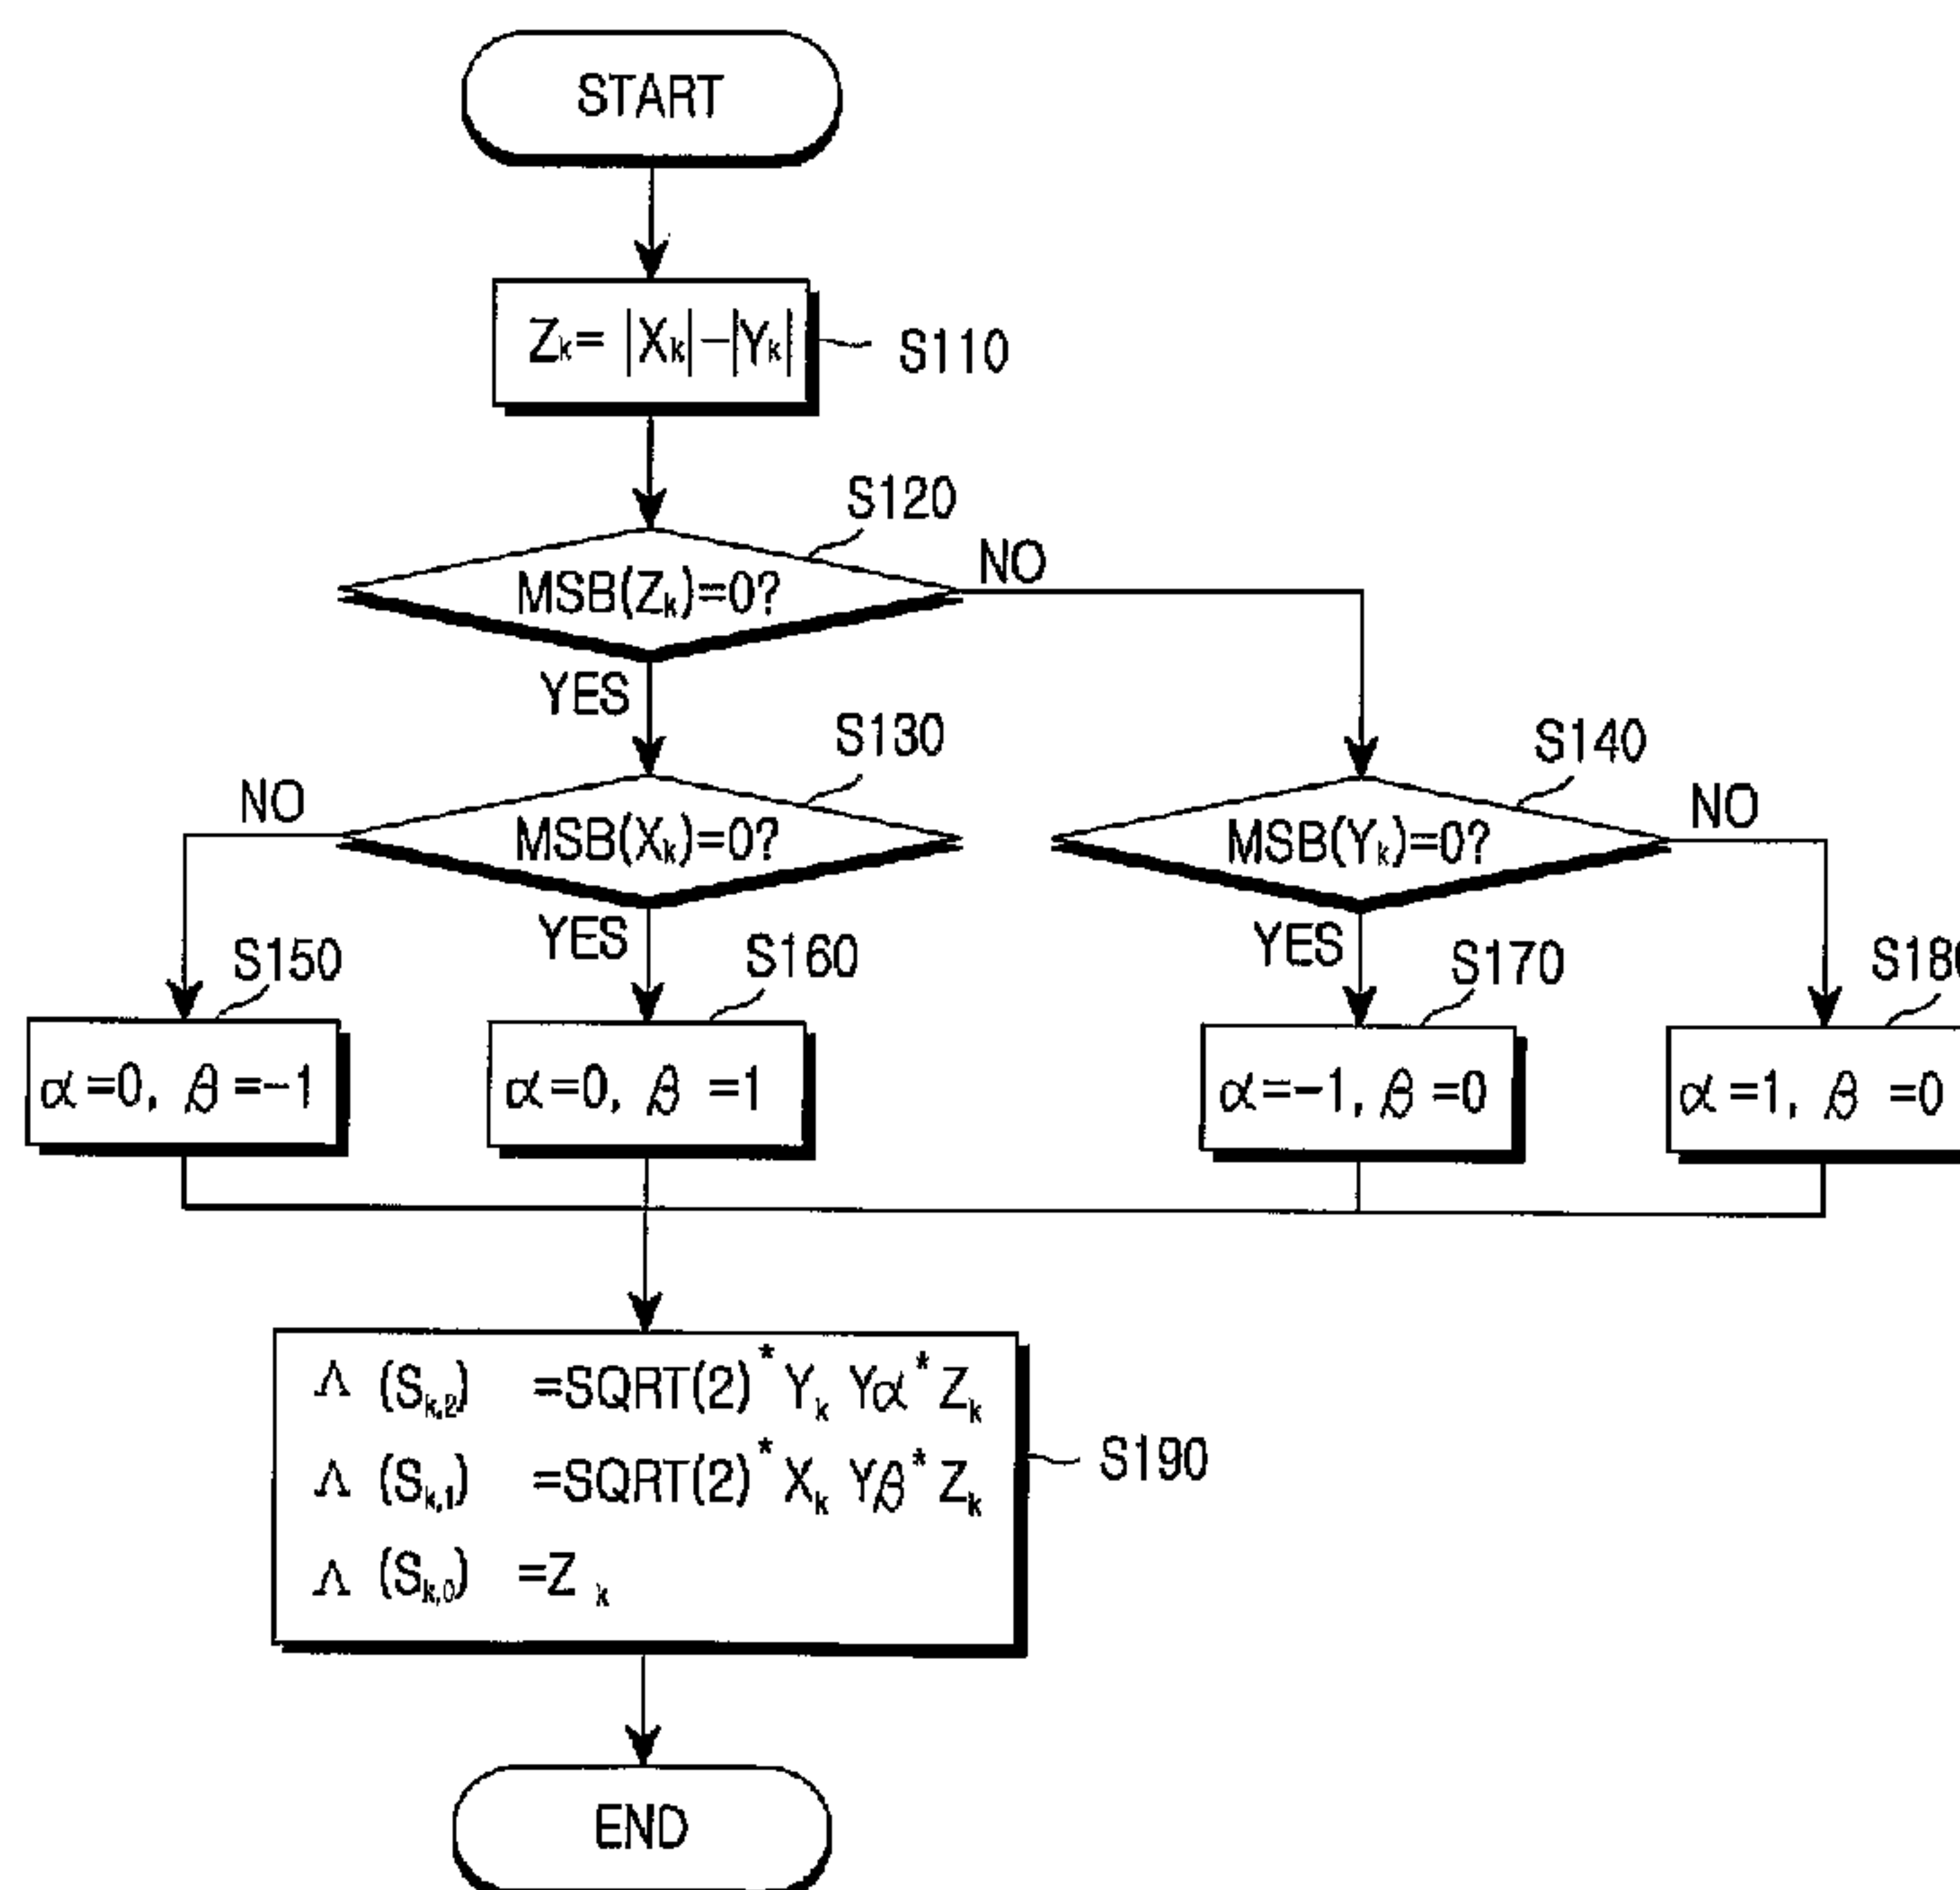 START
Zk= |Xk|-|Yk|
S110
S120
MSB(Zk)=0?
NO
YES
S130
S140
NO
MSB(Xk)=0?
MSB(Yk)=0?
NO
YES
YES
S150
S160
S170
S180
α=0, β=-1
α=0, β =1
α=-1, β=0
α=1, β =0
Λ (Sk,2) =SQRT(2)* Yk Yα* Zk
Λ (Sk,1) =SQRT(2)* Xk Yβ* Zk
Λ (Sk,0) =Z k
S190
END